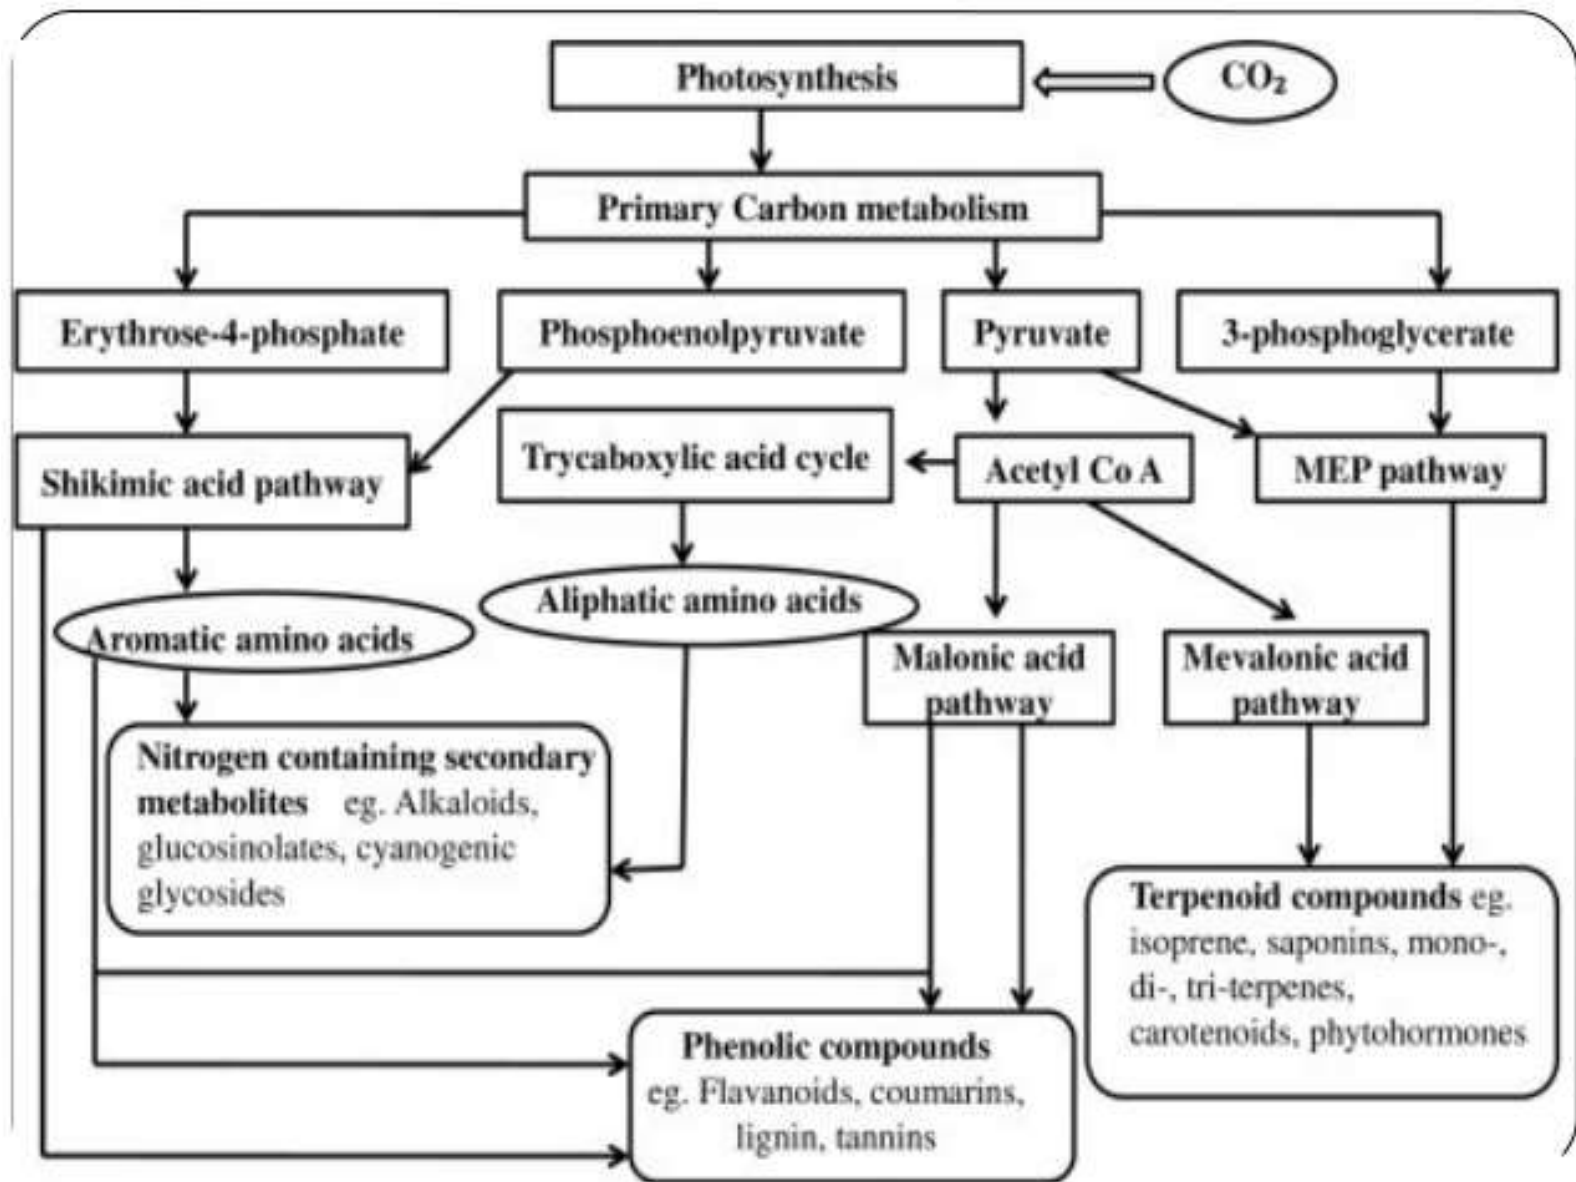 Photosynthesis
CO₂
Primary Carbon metabolism
Erythrose-4-phosphate
Phosphoenolpyruvate
Pyruvate
3-phosphoglycerate
Shikimic acid pathway
Trycaboxylic acid cycle
Acetyl Co A
MEP pathway
Aromatic amino acids
Aliphatic amino acids
Malonic acid
pathway
Mevalonic acid
pathway
Nitrogen containing secondary
metabolites eg. Alkaloids,
glucosinolates, cyanogenic
glycosides
Terpenoid compounds eg.
isoprene, saponins, mono-,
di-, tri-terpenes,
carotenoids, phytohormones
Phenolic compounds
eg. Flavanoids, coumarins,
lignin, tannins